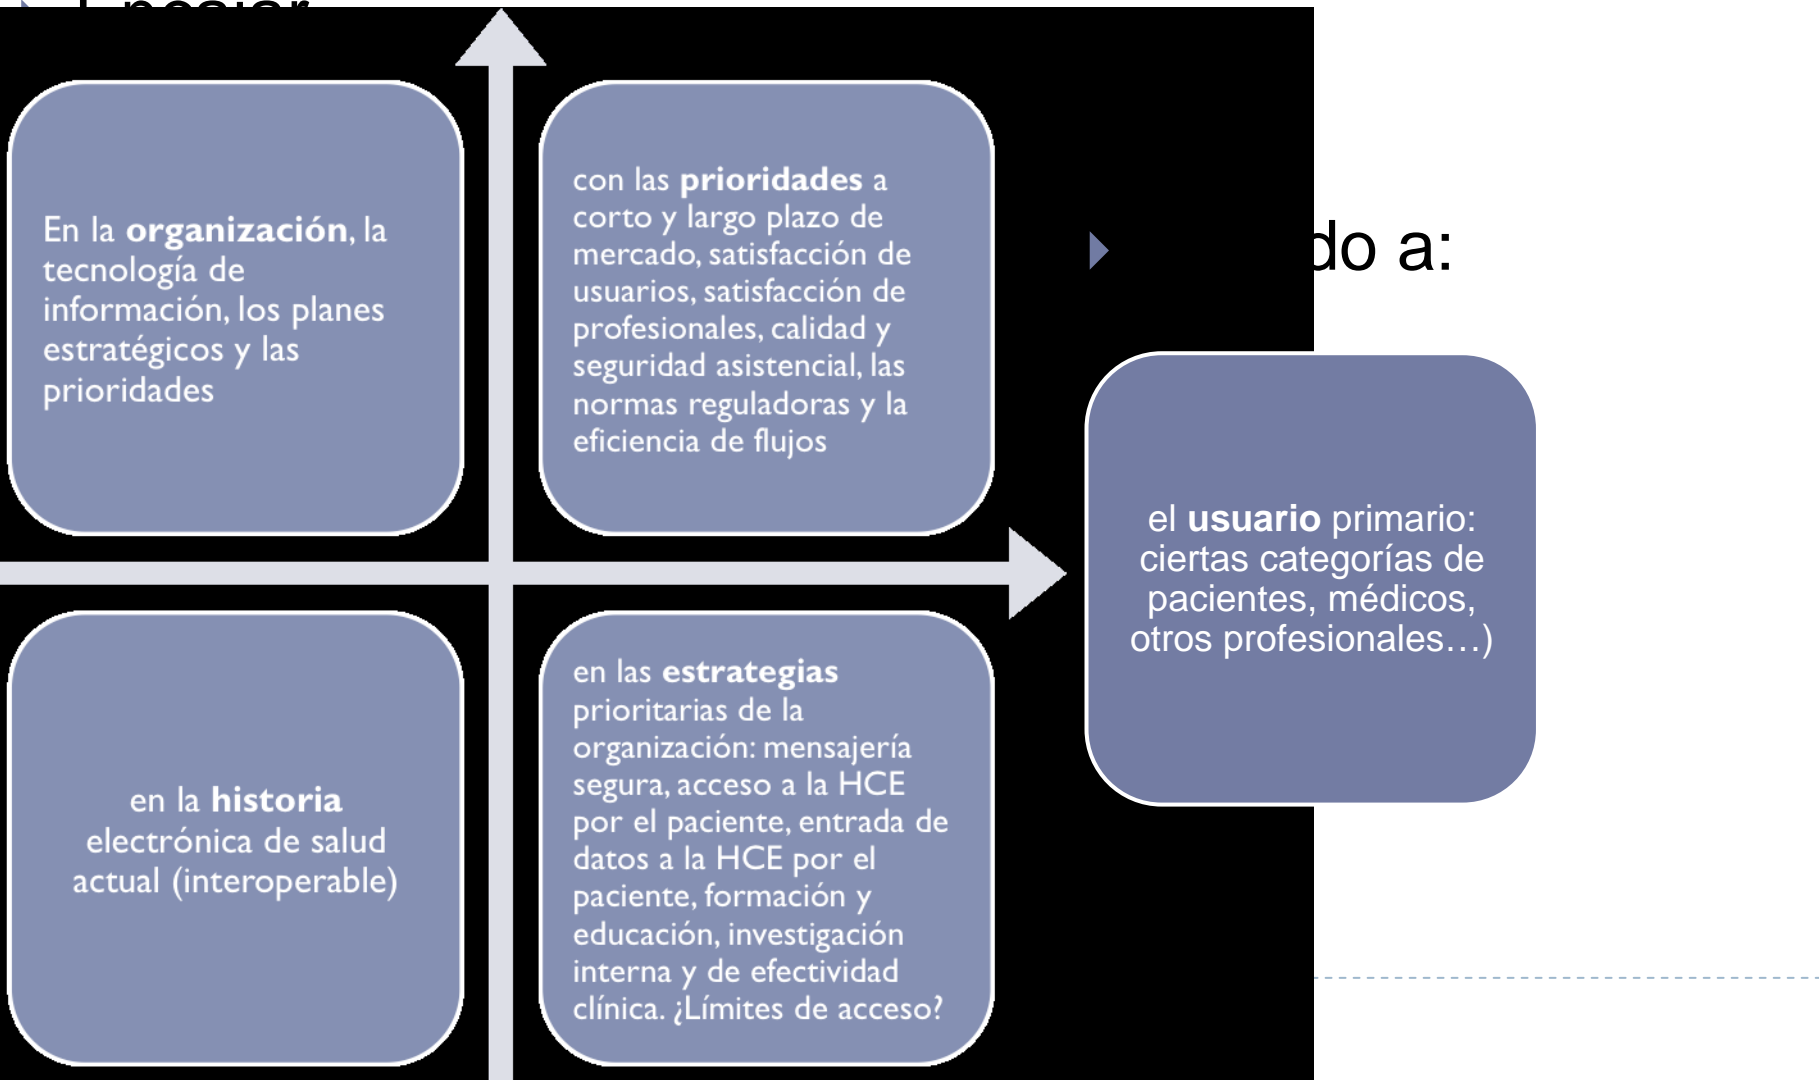 En la organización, la
tecnología de
información, los planes
estratégicos y las
prioridades
con las prioridades a
corto y largo plazo de
mercado, satisfacción de
usuarios, satisfacción de
profesionales, calidad y
seguridad asistencial, las
normas reguladoras y la
eficiencia de flujos
do a:
el usuario primario:
ciertas categorías de
pacientes, médicos,
otros profesionales…)
en la historia
electrónica de salud
actual (interoperable)
en las estrategias
prioritarias de la
organización: mensajería
segura, acceso a la HCE
por el paciente, entrada de
datos a la HCE por el
paciente, formación y
educación, investigación
interna y de efectividad
clínica. ¿Límites de acceso?